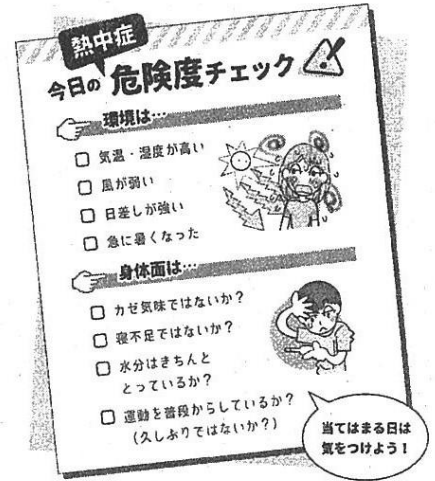 熱中症
今日の 危険度チェック
環境は…
気温・湿度が高い
風が弱い
日差しが強い
急に暑くなった
身体面は…
カゼ気味ではないか？
寝不足ではないか？
水分はきちんと
とっているか？
運動を普段からしているか？
（久しぶりではないか？）
当てはまる日は
気をつけよう！